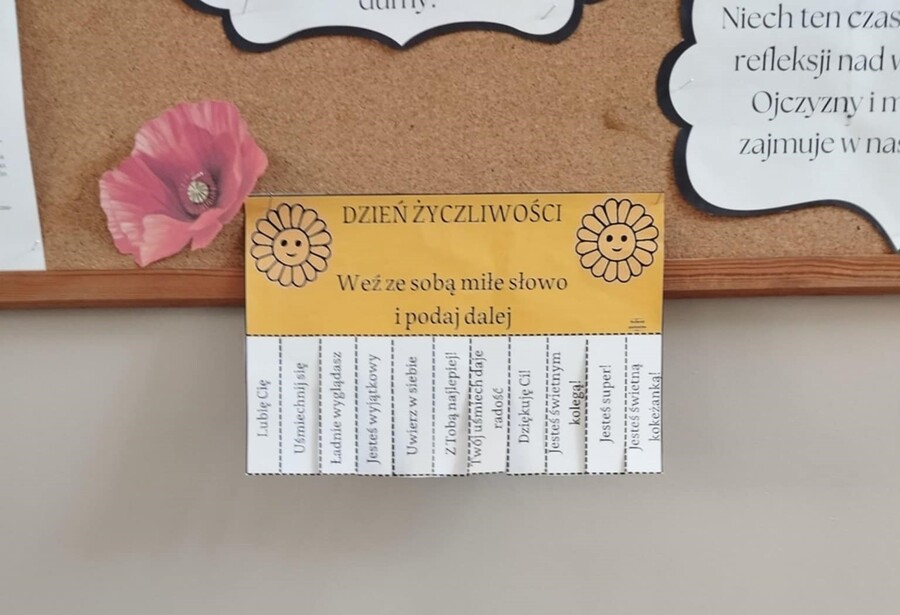 dumy.
Niech ten czas
refleksji nad w
Ojczyzny i m
zajmuje w nas
DZIEŃ ŻYCZLIWOŚCI
Weź ze sobą miłe słowo
i podaj dalej
Lubię Cię
Uśmiechnij się
Ładnie wyglądasz
Jesteś wyjątkowy
Uwierz w siebie
Z Tobą najlepiej!
Twój uśmiech daje
radość
Dziękuję Ci!
Jesteś świetnym
kolegą!
Jesteś super!
Jesteś świetną
kokeżanką!